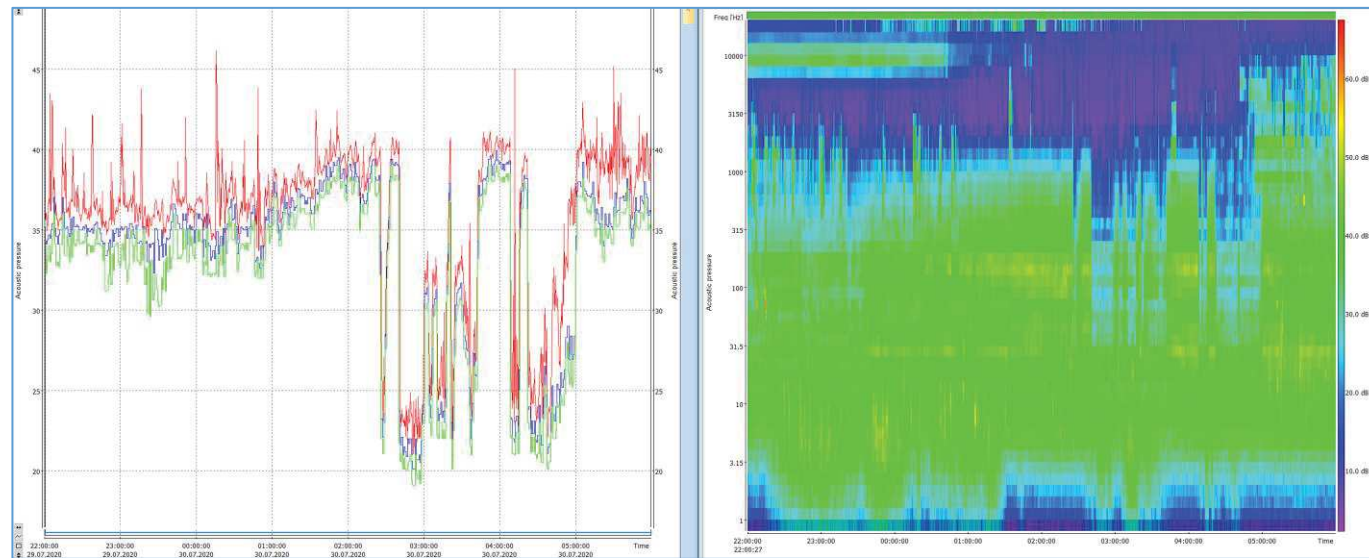 45
40
35
30
25
20
Acoustic pressure
45
40
35
30
25
20
Acoustic pressure
22:00:00 23:00:00 00:00:00 01:00:00 02:00:00 03:00:00 04:00:00 05:00:00 Time
29.07.2020 29.07.2020 30.07.2020 30.07.2020 30.07.2020 30.07.2020 30.07.2020 30.07.2020
Freq [Hz]
10000
3150
1000
315
100
31.5
10
3.15
1
Acoustic pressure
60.0 dB
50.0 dB
40.0 dB
30.0 dB
20.0 dB
10.0 dB
22:00:00 23:00:00 00:00:00 01:00:00 02:00:00 03:00:00 04:00:00 05:00:00 Time
22:00:27